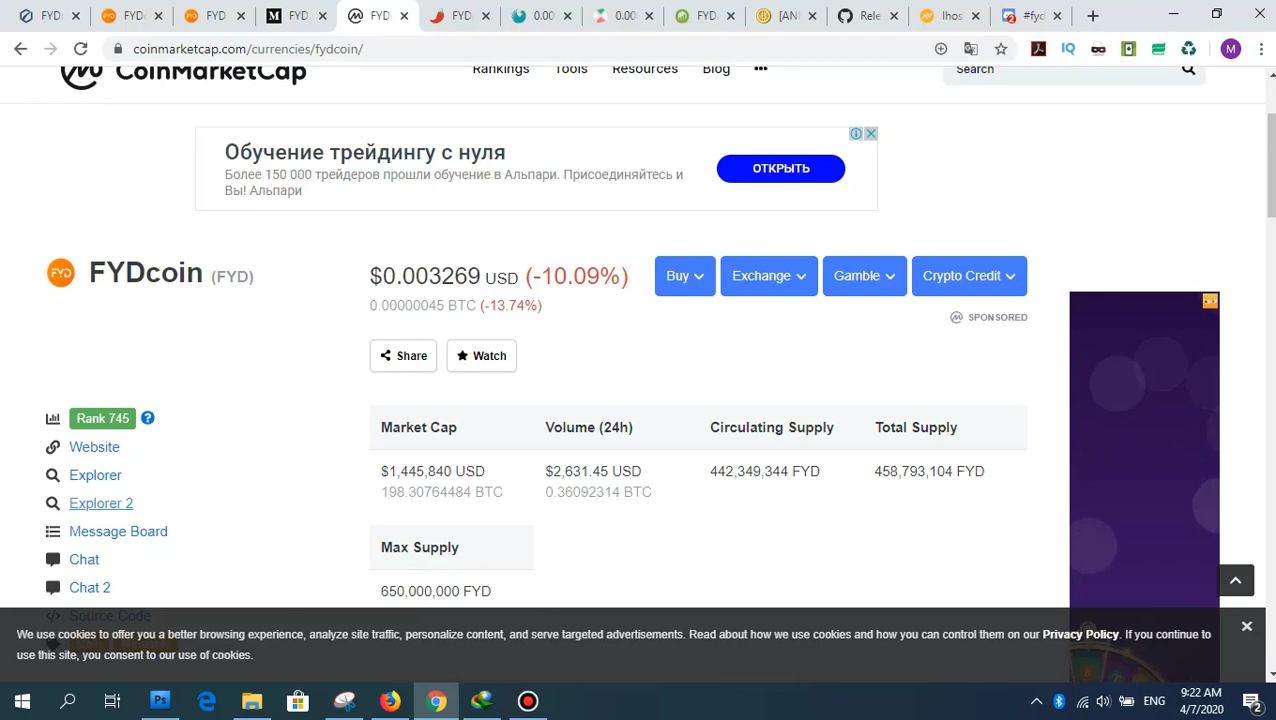 FYD
FYDc
FYDc
FYD
FYD
FYD
0.00
0.00
FYD
[AN
Rele
lhos
#fyd
coinmarketcap.com/currencies/fydcoin/
IQ
M
CoinMarketCap
Rankings Tools Resources Blog
Search
Обучение трейдингу с нуля
Более 150 000 трейдеров прошли обучение в Альпари. Присоединяйтесь и
Вы! Альпари
ОТКРЫТЬ
FYD
FYDcoin (FYD)
$0.003269 USD (-10.09%)
0.00000045 BTC (-13.74%)
Buy
Exchange
Gamble
Crypto Credit
SPONSORED
Share
Watch
Rank 745
Website
Explorer
Explorer 2
Message Board
Chat
Chat 2
Source Code
Market Cap Volume (24h) Circulating Supply Total Supply
$1,445,840 USD $2,631.45 USD 442,349,344 FYD 458,793,104 FYD
198.30764484 BTC 0.36092314 BTC
Max Supply
650,000,000 FYD
We use cookies to offer you a better browsing experience, analyze site traffic, personalize content, and serve targeted advertisements. Read about how we use cookies and how you can control them on our Privacy Policy. If you continue to
use this site, you consent to our use of cookies.
Ps
ENG
9:22 AM
4/7/2020
2